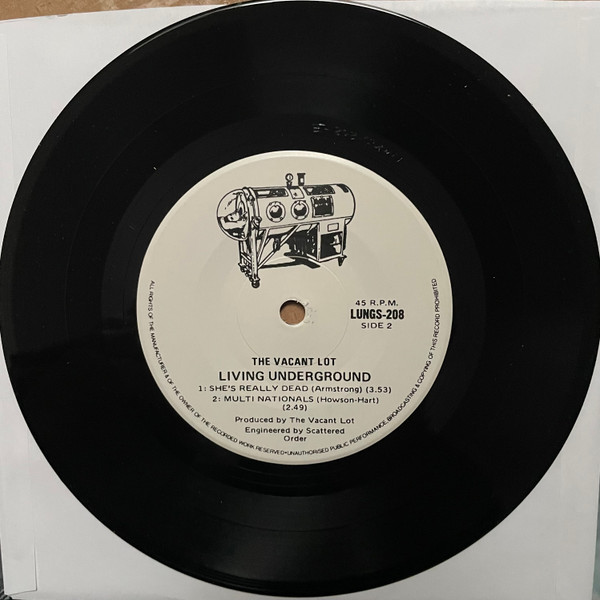 45 R.P.M.
LUNGS-208
SIDE 2
THE VACANT LOT
LIVING UNDERGROUND
1: SHE'S REALLY DEAD (Armstrong) (3.53)
2: MULTI NATIONALS (Howson-Hart)
(2.49)
Produced by The Vacant Lot
Engineered by Scattered
Order
ALL RIGHTS OF THE MANUFACTURER & OF THE OWNER OF THE RECORDED WORK RESERVED•UNAUTHORISED PUBLIC PERFORMANCE, BROADCASTING & COPYING OF THIS RECORD PROHIBITED